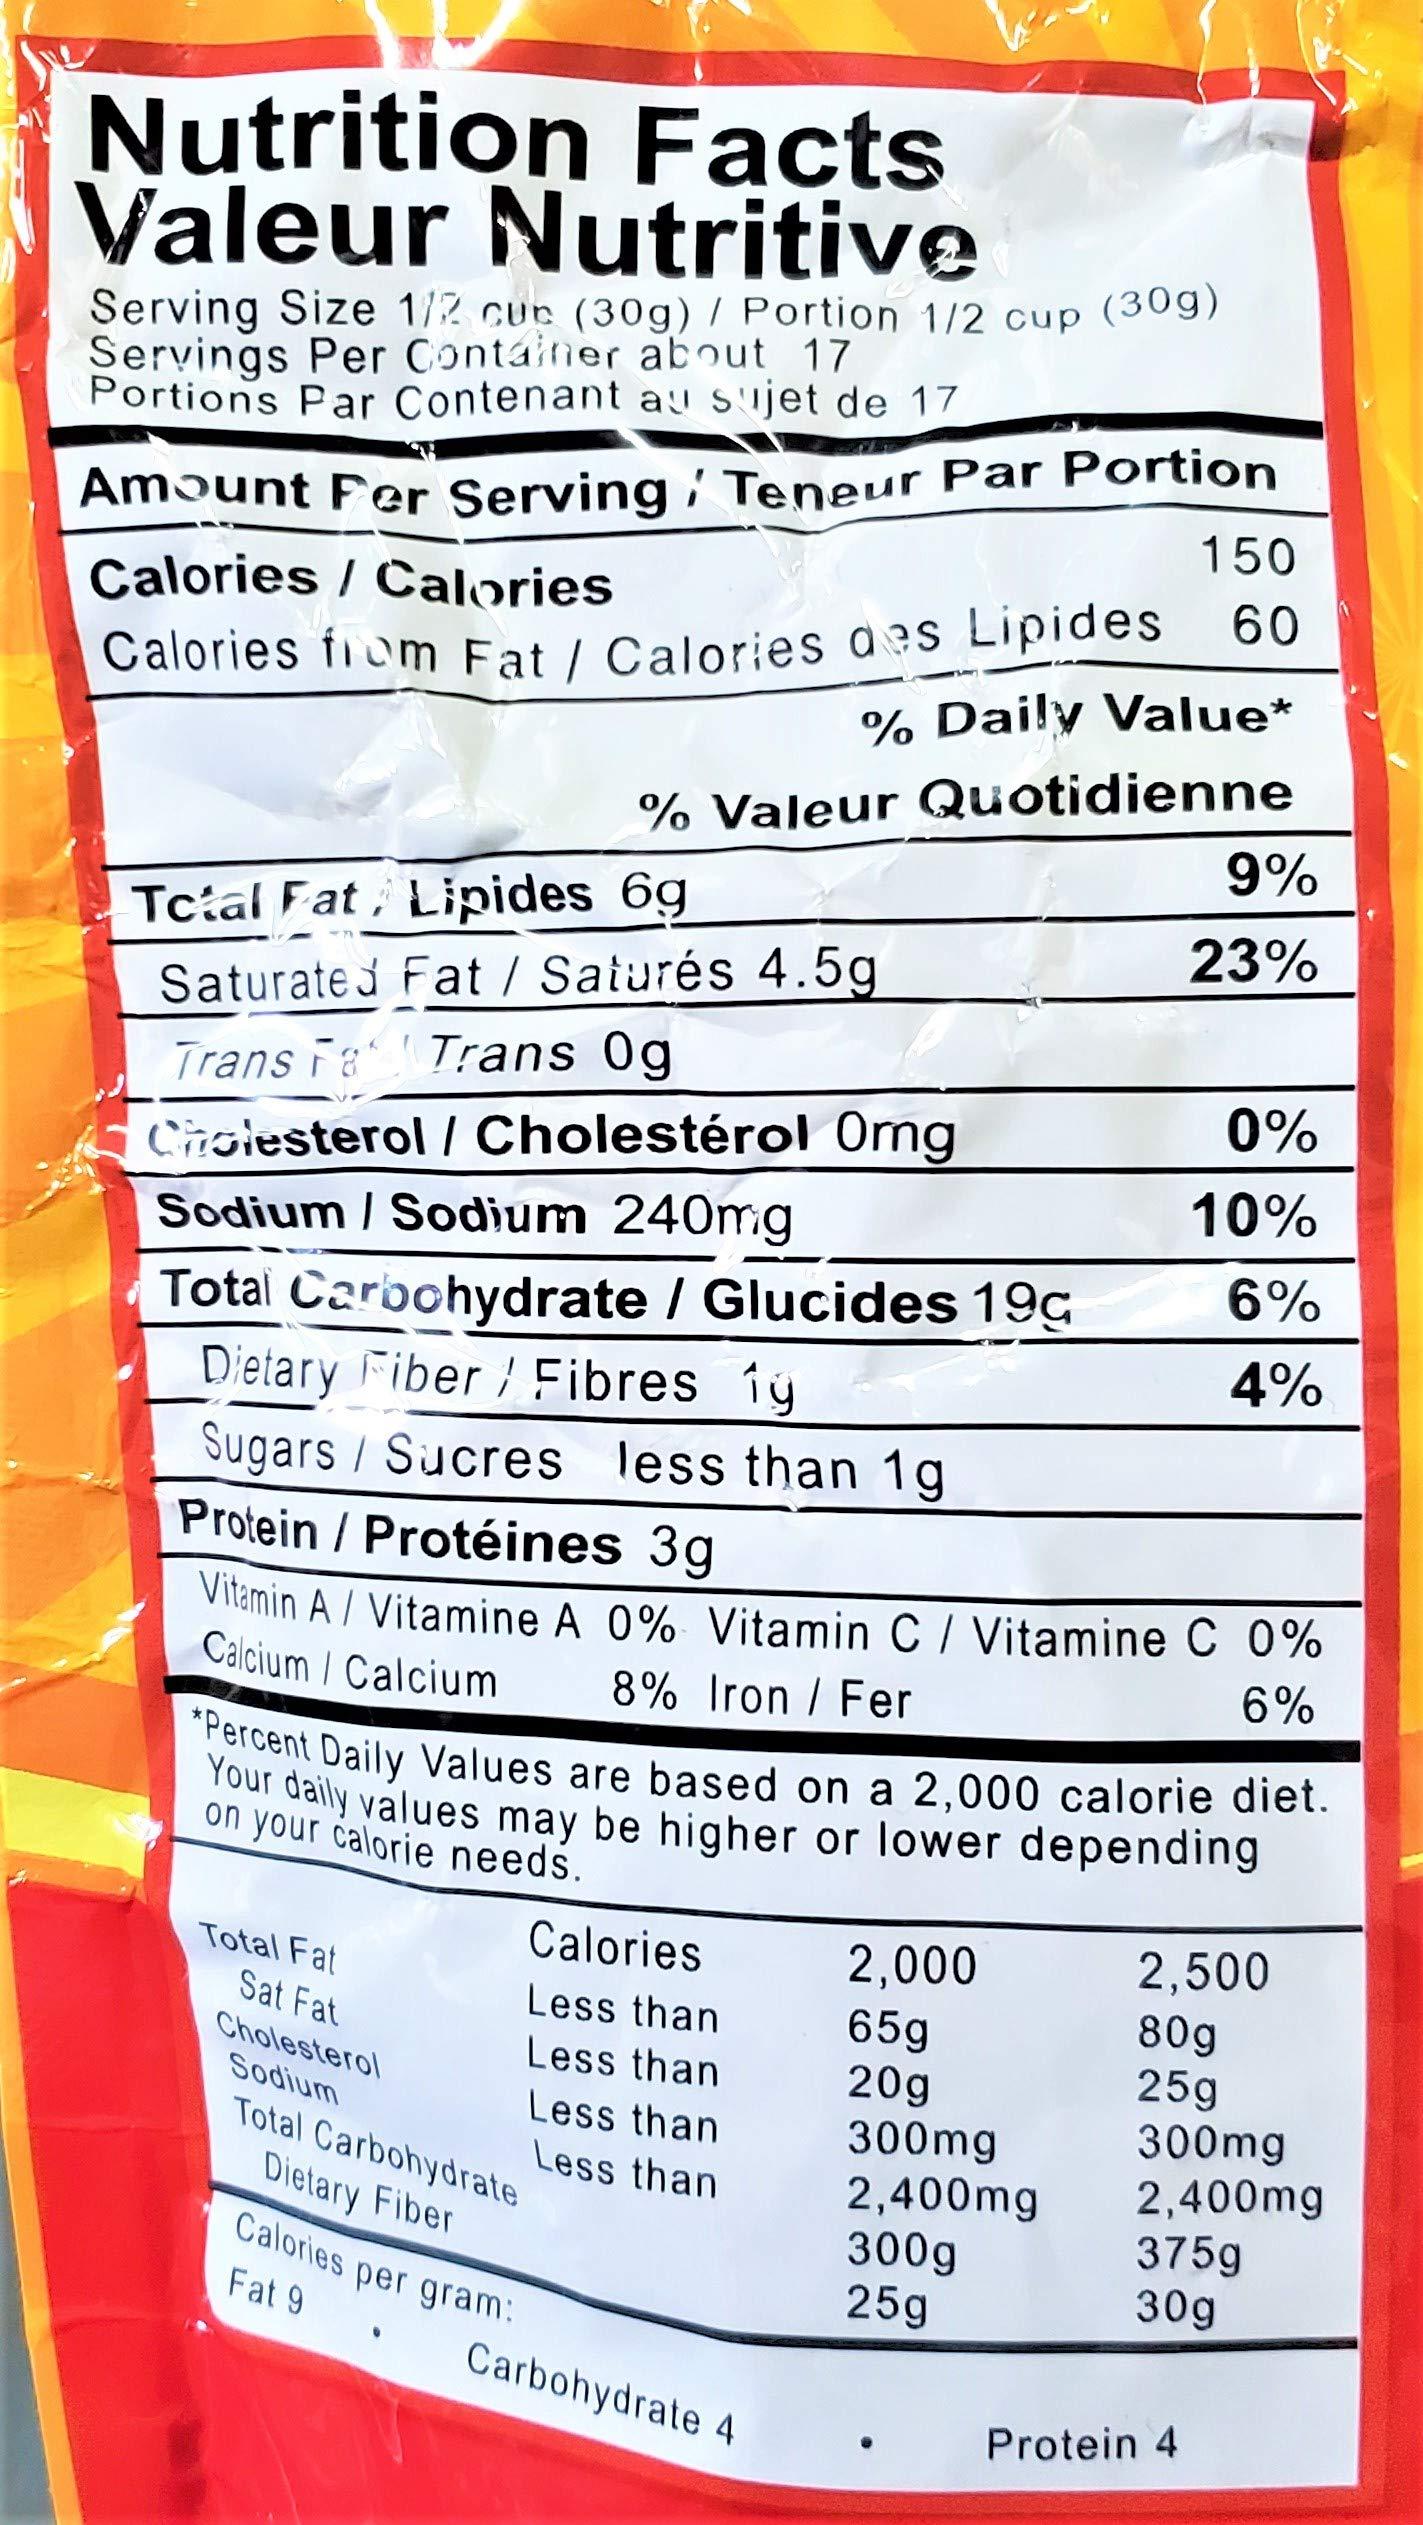 Nutrition Facts
Valeur Nutritive
Serving Size 1/2 cup (30g) / Portion 1/2 cup (30g)
Servings Per Container about 17
Portions Par Contenant au sujet de 17
Amount Per Serving / Teneur Par Portion
Calories / Calories 150
Calories from Fat / Calories des Lipides 60
% Daily Value*
% Valeur Quotidienne
Total Fat / Lipides 6g 9%
Saturated Fat / Saturés 4.5g 23%
Trans Fat / Trans 0g
Cholesterol / Cholestérol 0mg 0%
Sodium / Sodium 240mg 10%
Total Carbohydrate / Glucides 19g 6%
Dietary Fiber / Fibres 1g 4%
Sugars / Sucres less than 1g
Protein / Protéines 3g
Vitamin A / Vitamine A 0% Vitamin C / Vitamine C 0%
Calcium / Calcium 8% Iron / Fer 6%
*Percent Daily Values are based on a 2,000 calorie diet.
Your daily values may be higher or lower depending
on your calorie needs.
Calories 2,000 2,500
Total Fat Less than 65g 80g
Sat Fat Less than 20g 25g
Cholesterol Less than 300mg 300mg
Sodium Less than 2,400mg 2,400mg
Total Carbohydrate 300g 375g
Dietary Fiber 25g 30g
Calories per gram:
Fat 9 • Carbohydrate 4 • Protein 4